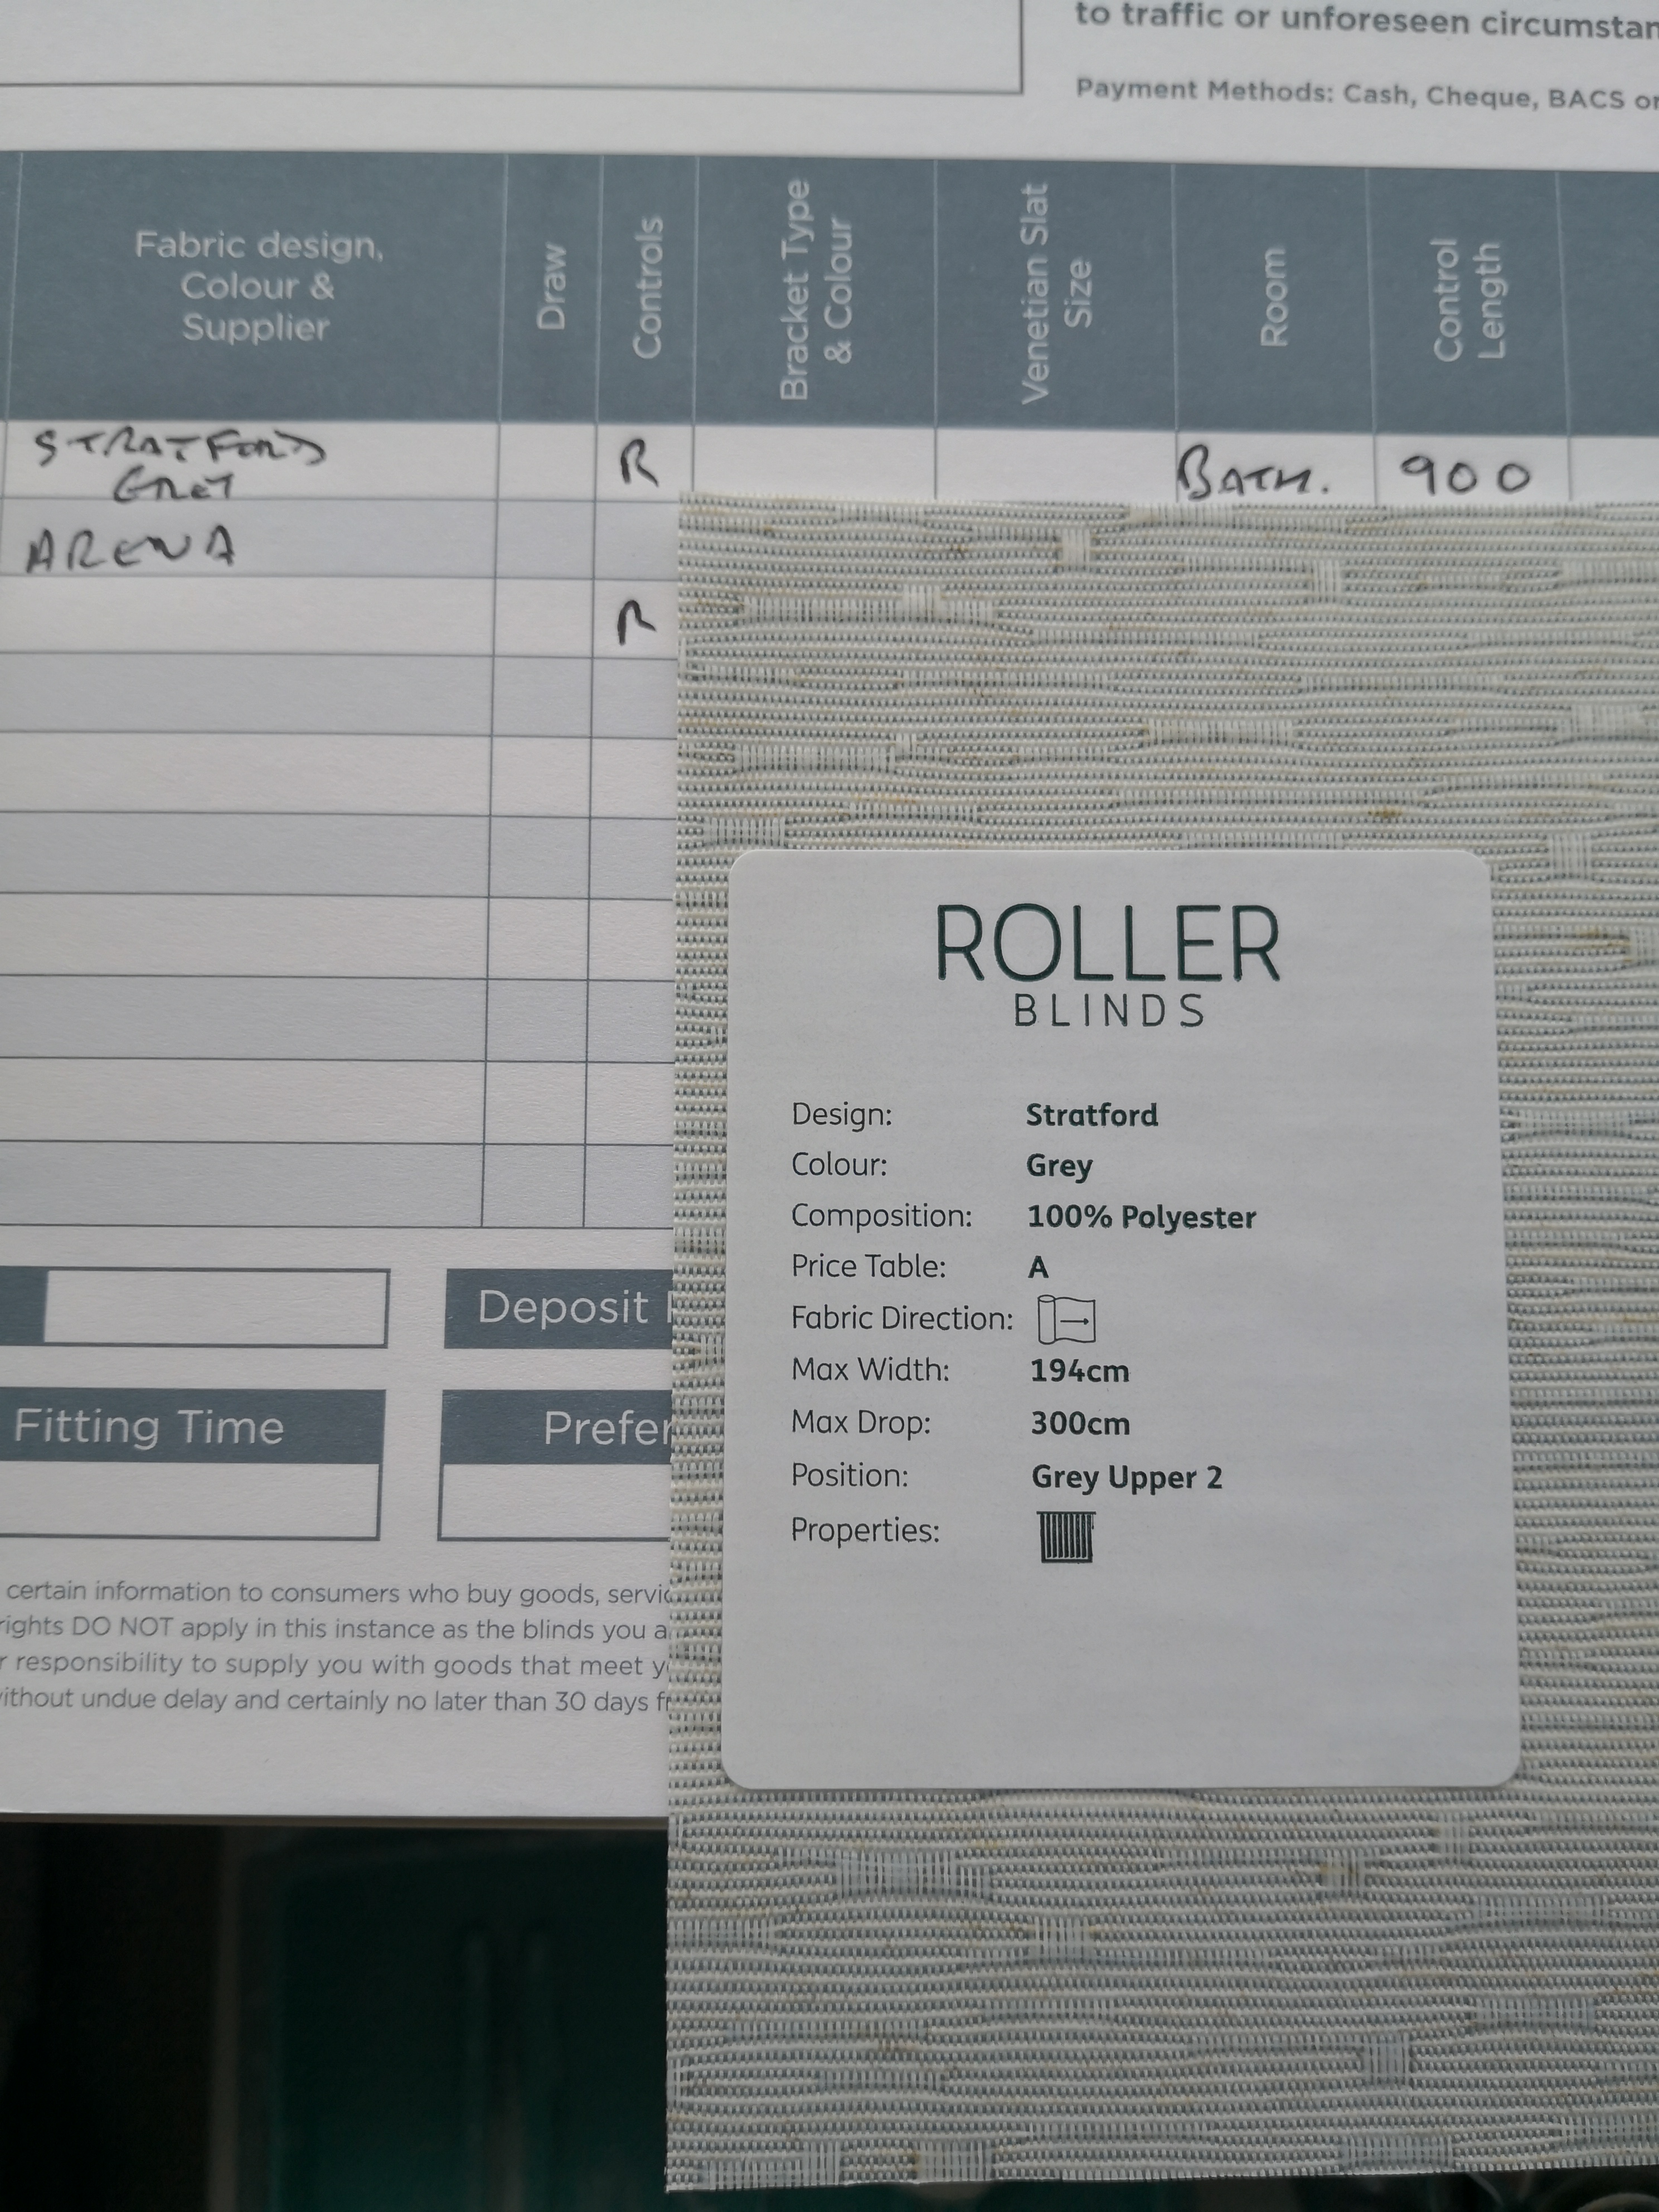 to traffic or unforeseen
Payment Methods: Cash, Cheque, BACS or
Fabric design,
Colour &
Supplier
Draw
Controls
Bracket Type
& Colour
Venetian Slat
Size
Room
Control
Length
STRATFORD
GREY
R
BATH.
900
ARENA
R
ROLLER
BLINDS
Design: Stratford
Colour: Grey
Composition: 100% Polyester
Price Table: A
Fabric Direction:
Max Width: 194cm
Max Drop: 300cm
Position: Grey Upper 2
Properties:
Deposit
Fitting Time
certain information to consumers who buy goods,
rights DO NOT apply in this instance as the blinds you
responsibility to supply you with goods that meet
without undue delay and certainly no later than 30 days